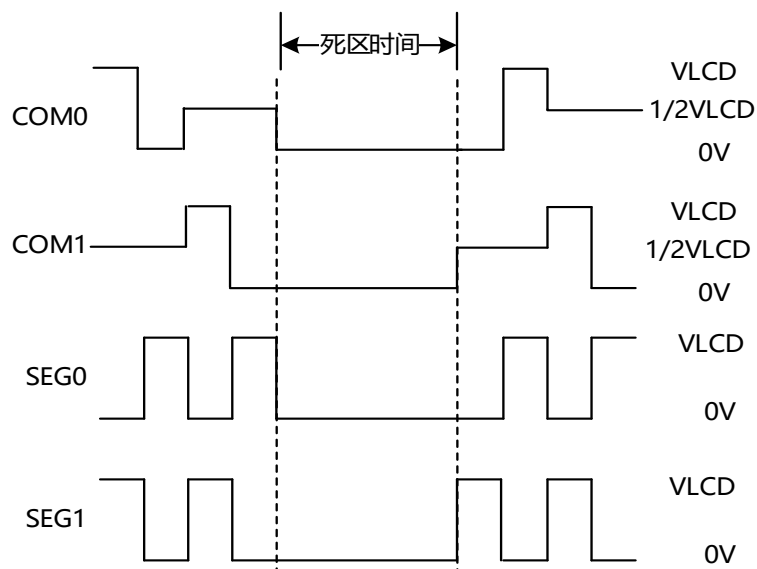 死区时间
VLCD
COM0
1/2VLCD
0V
VLCD
COM1
1/2VLCD
0V
VLCD
SEG0
0V
VLCD
SEG1
0V